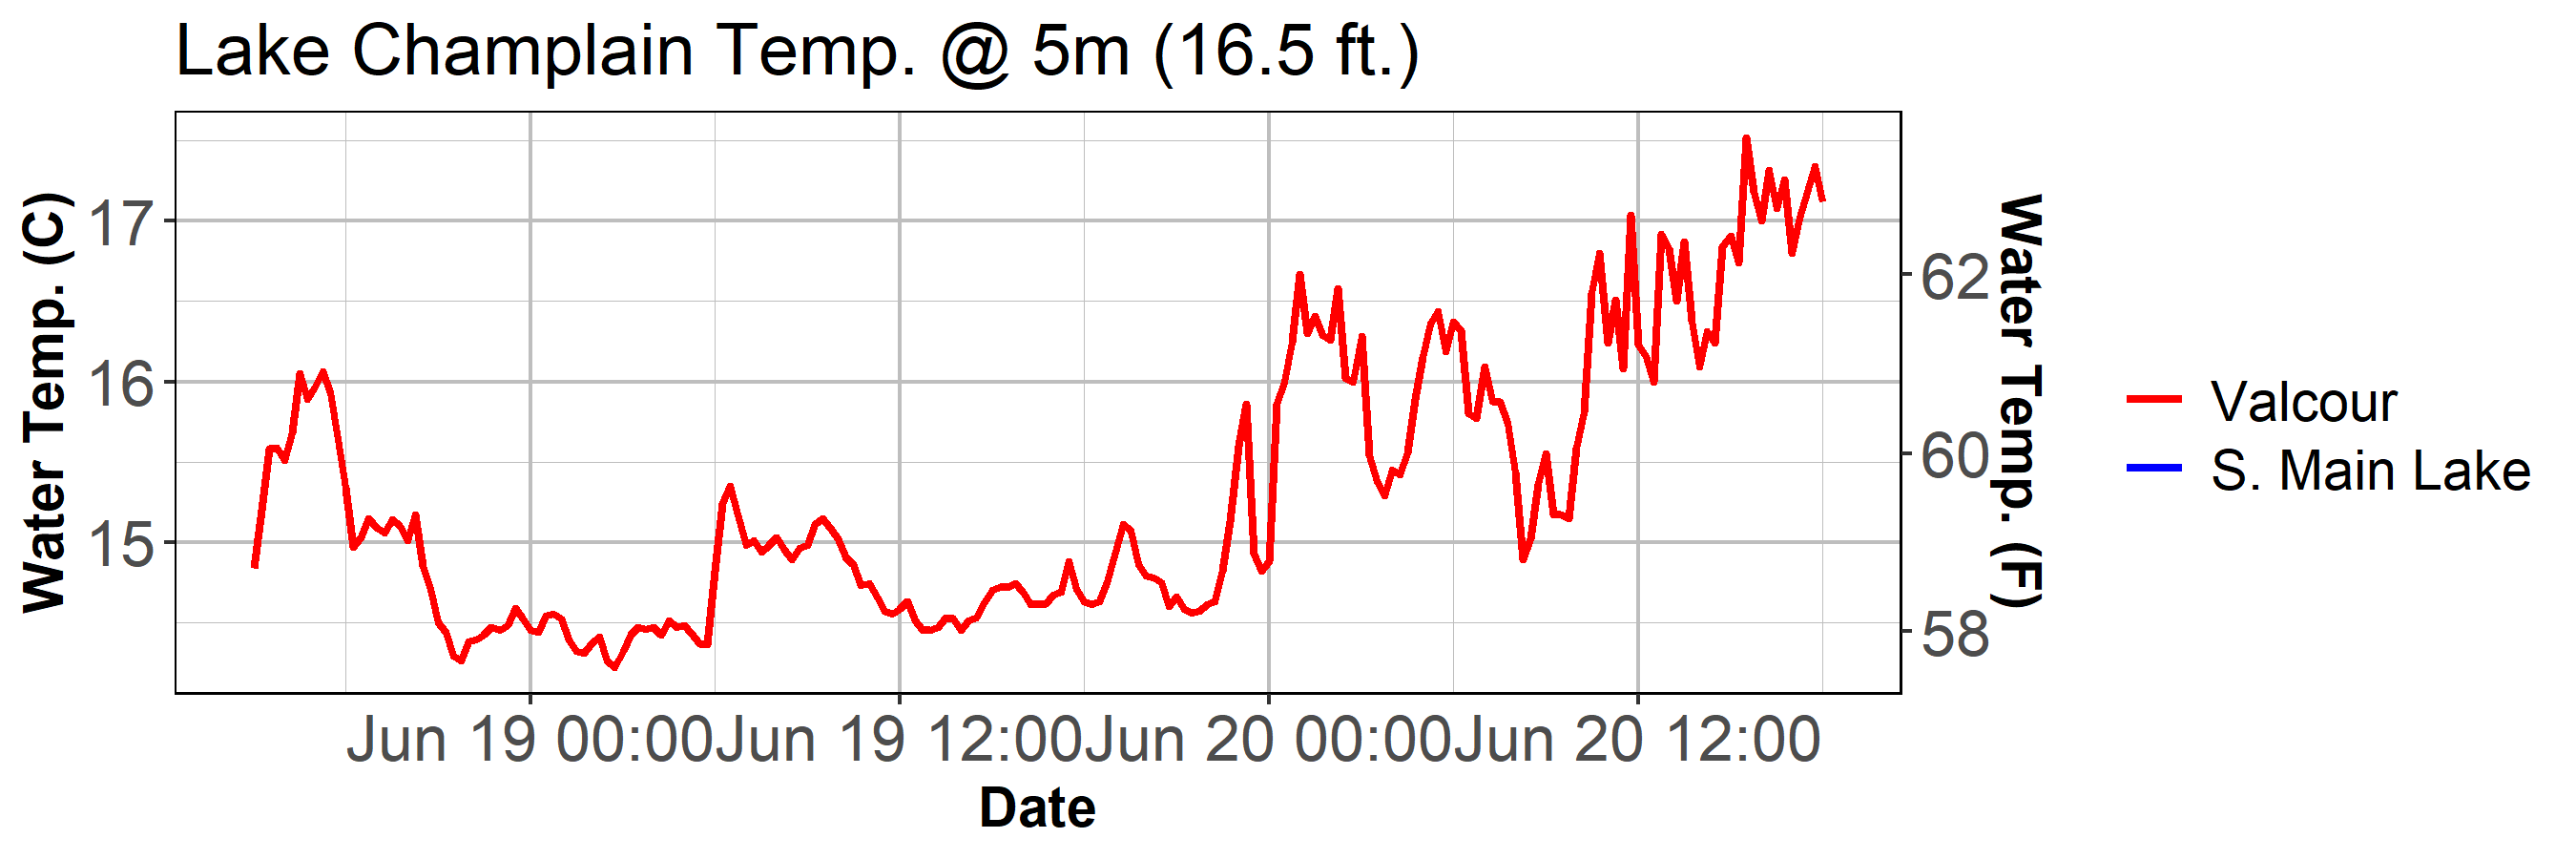 Lake Champlain Temp. @ 5m (16.5 ft.)
Water Temp. (C)
17
16
15
Water Temp. (F)
62
60
58
Jun 19 00:00 Jun 19 12:00 Jun 20 00:00 Jun 20 12:00
Date
Valcour
S. Main Lake